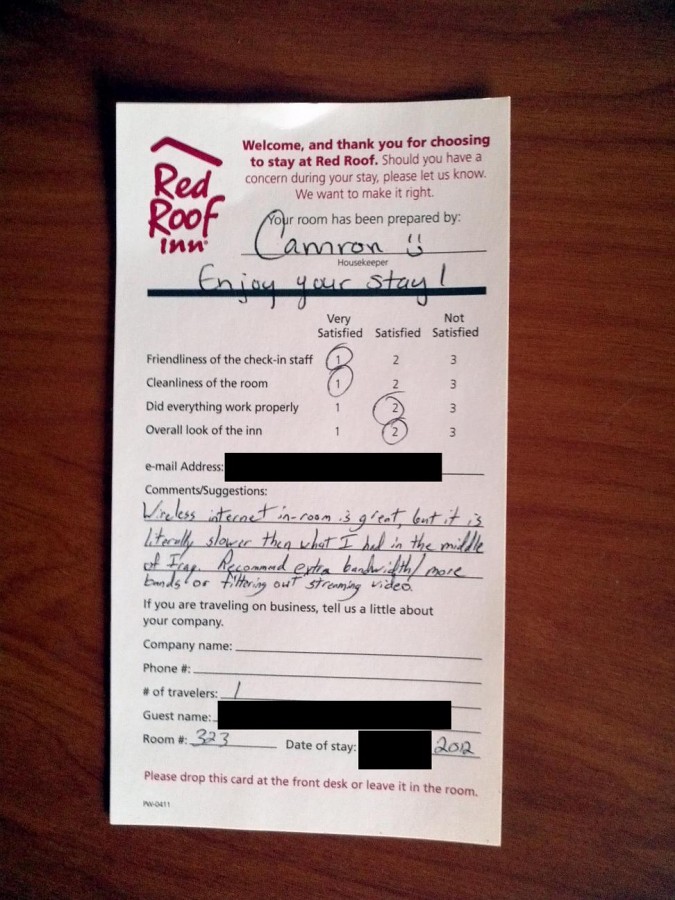 Red
Roof
Inn
Welcome, and thank you for choosing
to stay at Red Roof. Should you have a
concern during your stay, please let us know.
We want to make it right.
Your room has been prepared by:
Camron
Housekeeper
Enjoy your stay!
Very Satisfied Satisfied Not Satisfied
Friendliness of the check-in staff 1 2 3
Cleanliness of the room 1 2 3
Did everything work properly 1 2 3
Overall look of the inn 1 2 3
e-mail Address:
Comments/Suggestions:
Wireless internet in-room is great, but it is
literally slower then what I had in the middle
of Iraq. Recommed extra bandwidth/more
bands or filtering out streaming video.
If you are traveling on business, tell us a little about
your company.
Company name:
Phone #:
# of travelers: 1
Guest name:
Room #: 323 Date of stay: 2012
Please drop this card at the front desk or leave it in the room.
INV-0411